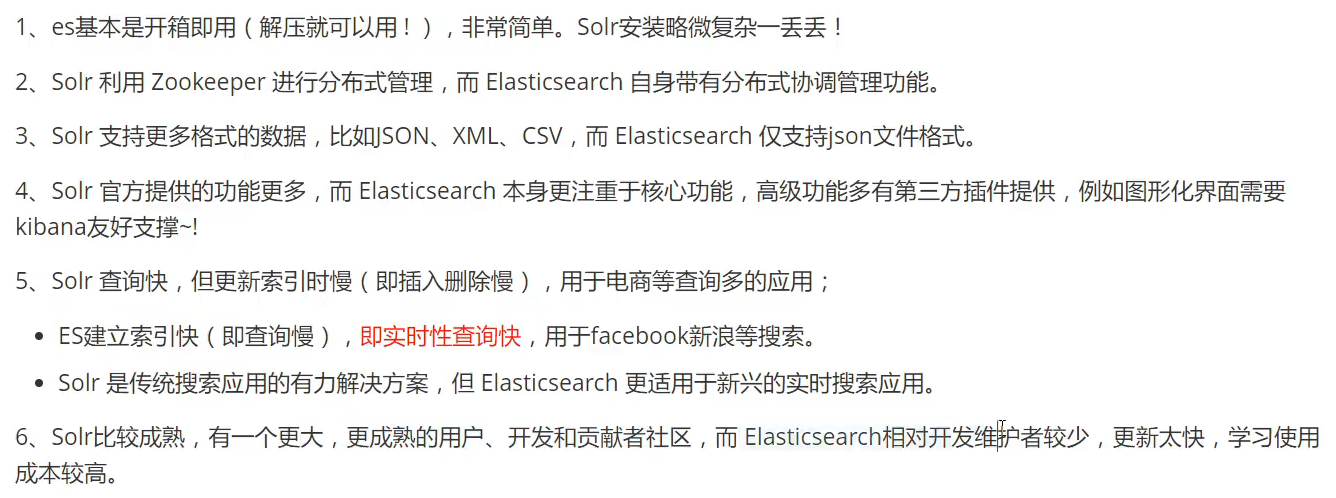 1、es基本是开箱即用（解压就可以用！），非常简单。Solr安装略微复杂一丢丢！
2、Solr 利用 Zookeeper 进行分布式管理，而 Elasticsearch 自身带有分布式协调管理功能。
3、Solr 支持更多格式的数据，比如JSON、XML、CSV，而 Elasticsearch 仅支持json文件格式。
4、Solr 官方提供的功能更多，而 Elasticsearch 本身更注重于核心功能，高级功能多有第三方插件提供，例如图形化界面需要
kibana友好支撑~!
5、Solr 查询快，但更新索引时慢（即插入删除慢），用于电商等查询多的应用；
• ES建立索引快（即查询慢），即实时性查询快，用于facebook新浪等搜索。
• Solr 是传统搜索应用的有力解决方案，但 Elasticsearch 更适用于新兴的实时搜索应用。
6、Solr比较成熟，有一个更大，更成熟的用户、开发和贡献者社区，而 Elasticsearch相对开发维护者较少，更新太快，学习使用
成本较高。